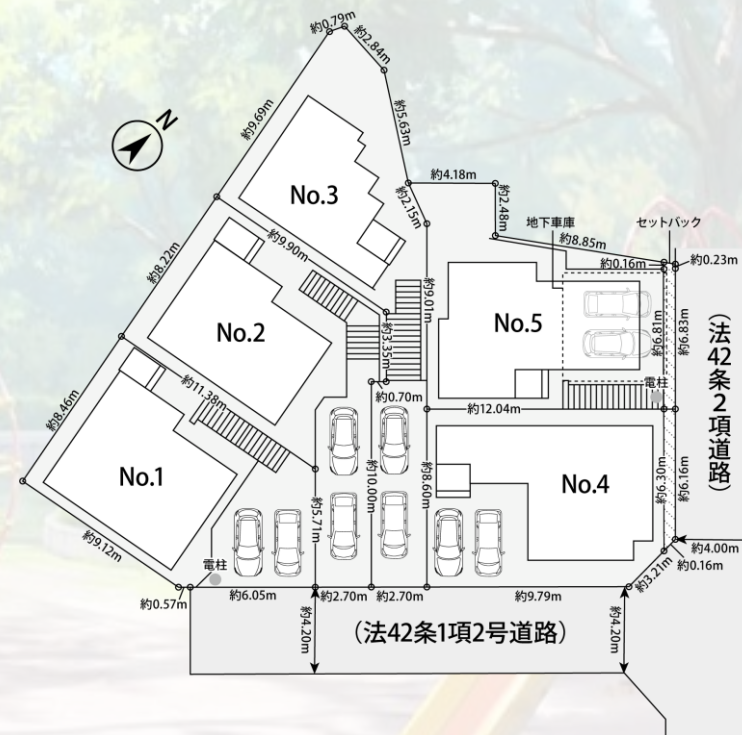 約0.79m
約2.84m
約9.69m
約5.63m
N
No.3
約4.18m
約2.15m
約2.48m
地下車庫
セットバック
約8.85m
約0.16m
約0.23m
約8.22m
約9.90m
約9.01m
No.2
約3.35m
No.5
約6.81m
約6.83m
（法42条2項道路）
電柱
約11.38m
約0.70m
約12.04m
約8.46m
No.1
約10.00m
約8.60m
No.4
約6.30m
約6.16m
約5.71m
約9.12m
電柱
約4.00m
約0.16m
約3.21m
約0.57m
約6.05m
約2.70m
約2.70m
約9.79m
約4.20m
（法42条1項2号道路）
約4.20m